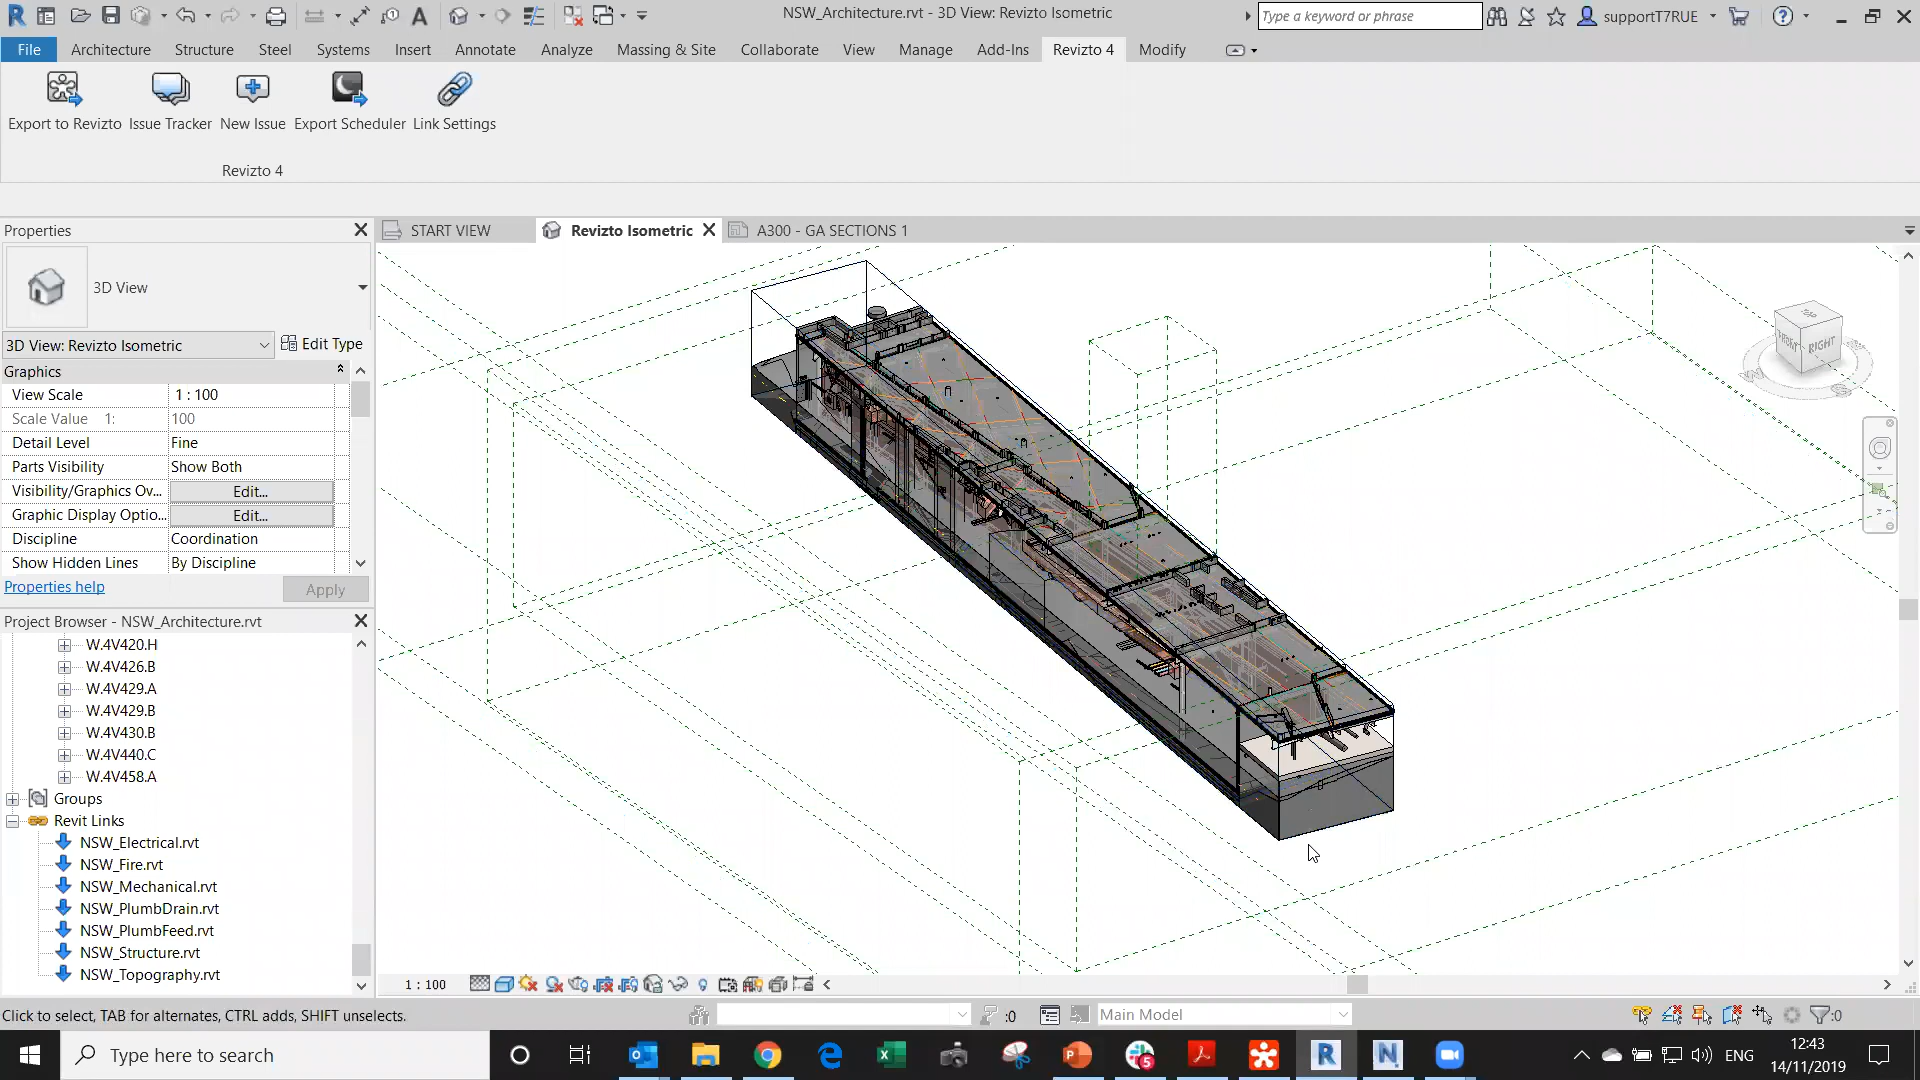 NSW_Architecture.rvt - 3D View: Revizto Isometric
Type a keyword or phrase
supportT7RUE
File Architecture Structure Steel Systems Insert Annotate Analyze Massing & Site Collaborate View Manage Add-Ins Revizto 4 Modify
Export to Revizto Issue Tracker New Issue Export Scheduler Link Settings
Revizto 4
Properties
START VIEW Revizto Isometric A300 - GA SECTIONS 1
3D View
3D View: Revizto Isometric Edit Type
Graphics
View Scale 1 : 100
Scale Value 1: 100
Detail Level Fine
Parts Visibility Show Both
Visibility/Graphics Ov... Edit...
Graphic Display Optio... Edit...
Discipline Coordination
Show Hidden Lines By Discipline
Properties help Apply
TOP
FRONT RIGHT
Project Browser - NSW_Architecture.rvt
W.4V420.H
W.4V426.B
W.4V429.A
W.4V429.B
W.4V430.B
W.4V440.C
W.4V458.A
Groups
Revit Links
NSW_Electrical.rvt
NSW_Fire.rvt
NSW_Mechanical.rvt
NSW_PlumbDrain.rvt
NSW_PlumbFeed.rvt
NSW_Structure.rvt
NSW_Topography.rvt
1 : 100
Click to select, TAB for alternates, CTRL adds, SHIFT unselects.
:0
Main Model
:0
Type here to search
5
ENG
12:43
14/11/2019